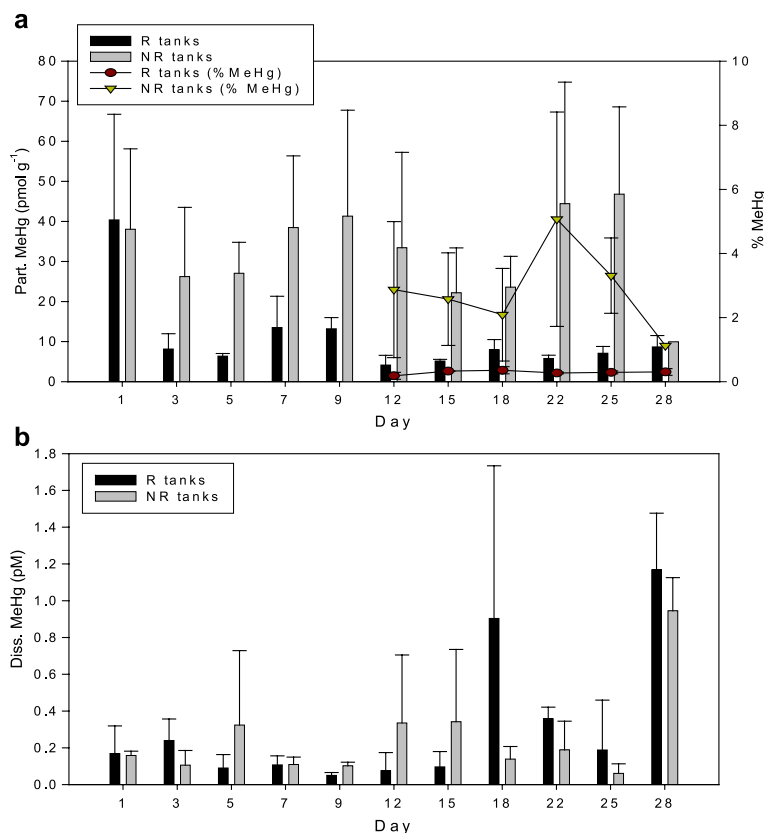 a
R tanks
NR tanks
R tanks (% MeHg)
NR tanks (% MeHg)
80
70
60
50
40
30
20
10
0
Part. MeHg (pmol g⁻¹)
10
8
6
4
2
0
% MeHg
1 3 5 7 9 12 15 18 22 25 28
Day
b
R tanks
NR tanks
1.8
1.6
1.4
1.2
1.0
0.8
0.6
0.4
0.2
0.0
Diss. MeHg (pM)
1 3 5 7 9 12 15 18 22 25 28
Day